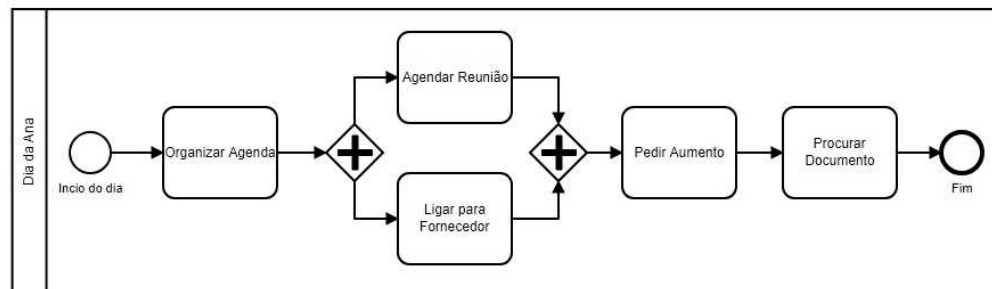 Dia da Ana
Incio do dia
Organizar Agenda
Agendar Reunião
Ligar para
Fornecedor
Pedir Aumento
Procurar
Documento
Fim